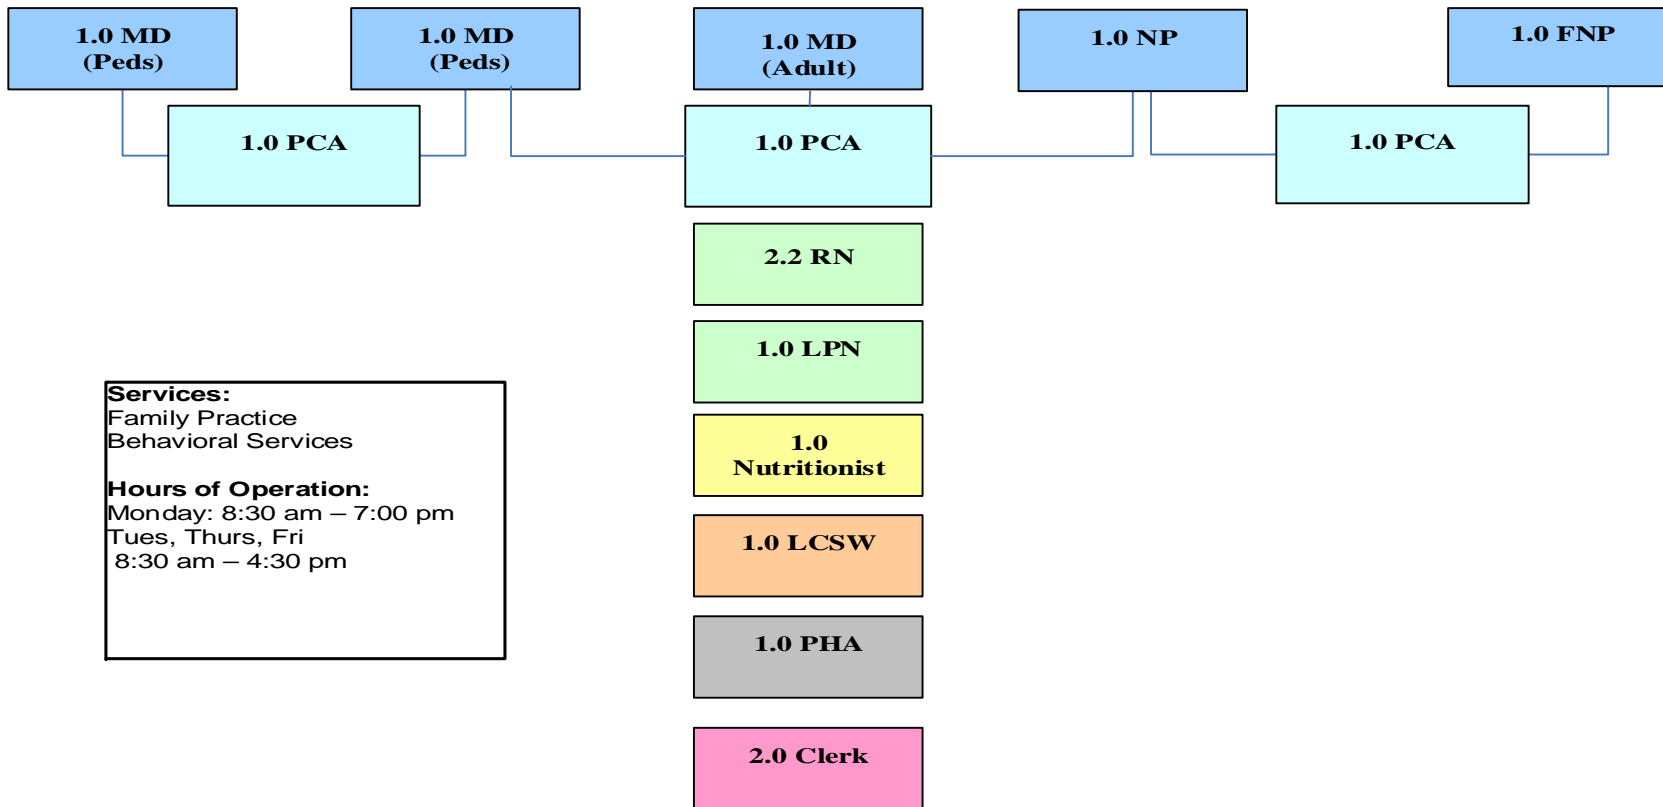 1.0 MD
(Peds)
1.0 MD
(Peds)
1.0 MD
(Adult)
1.0 NP
1.0 FNP
1.0 PCA
1.0 PCA
1.0 PCA
2.2 RN
1.0 LPN
1.0
Nutritionist
1.0 LCSW
1.0 PHA
2.0 Clerk
Services:
Family Practice
Behavioral Services
Hours of Operation:
Monday: 8:30 am – 7:00 pm
Tues, Thurs, Fri
8:30 am – 4:30 pm